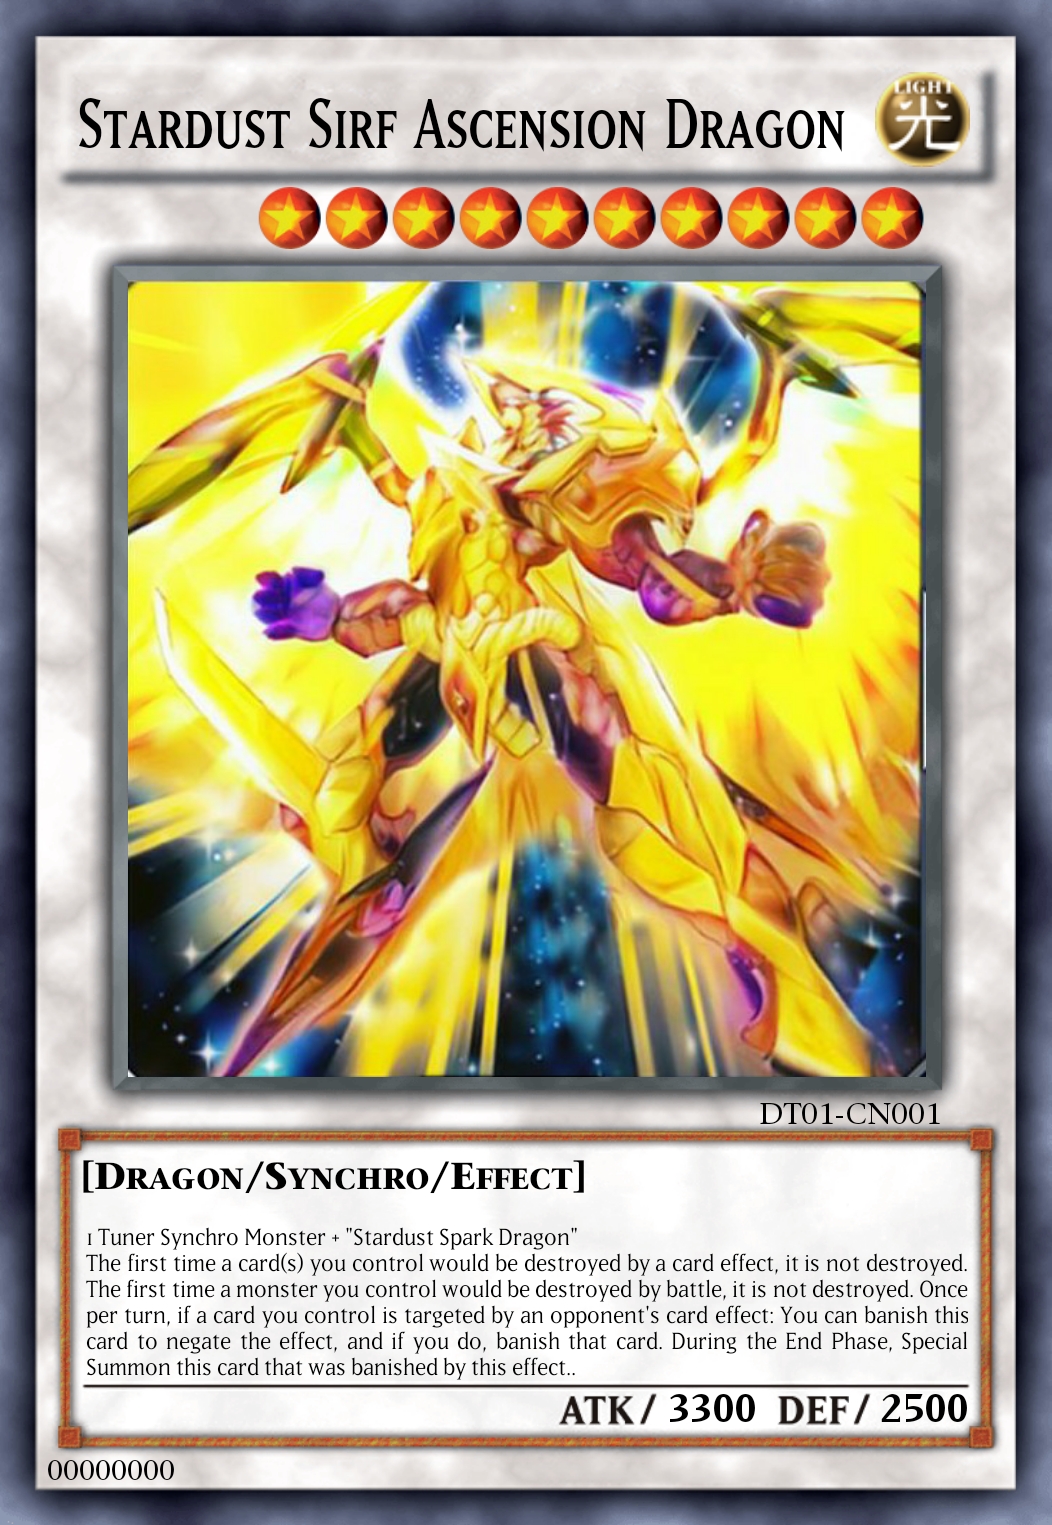 Stardust Sirf Ascension Dragon
LIGHT
光
DT01-CN001
[Dragon/Synchro/Effect]
1 Tuner Synchro Monster + "Stardust Spark Dragon"
The first time a card(s) you control would be destroyed by a card effect, it is not destroyed.
The first time a monster you control would be destroyed by battle, it is not destroyed. Once
per turn, if a card you control is targeted by an opponent's card effect: You can banish this
card to negate the effect, and if you do, banish that card. During the End Phase, Special
Summon this card that was banished by this effect..
ATK/ 3300 DEF/ 2500
00000000